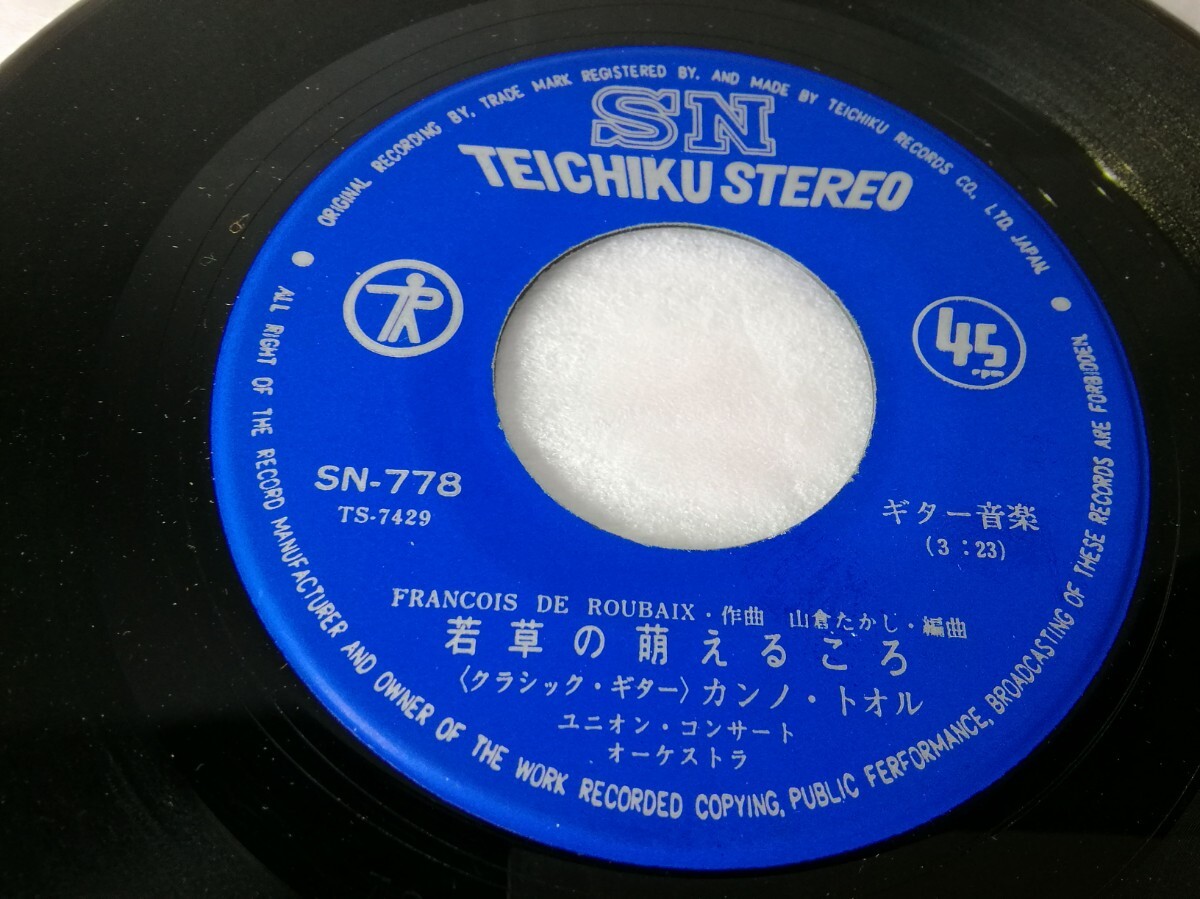 ORIGINAL RECORDING BY, TRADE MARK REGISTERED BY, AND MADE BY TEICHIKU RECORDS CO., LTD. JAPAN
SN
TEICHIKU STEREO
45
rpm
SN-778
TS-7429
ギター音楽
(3:23)
FRANCOIS DE ROUBAIX・作曲 山倉たかし・編曲
若草の萌えるころ
〈クラシック・ギター〉カンノ・トオル
ユニオン・コンサート
オーケストラ
ALL RIGHT OF THE RECORD MANUFACTURER AND OWNER OF THE WORK RECORDED COPYING, PUBLIC FERFORMANCE, BROADCASTING OF THESE RECORDS ARE FORBIDDEN